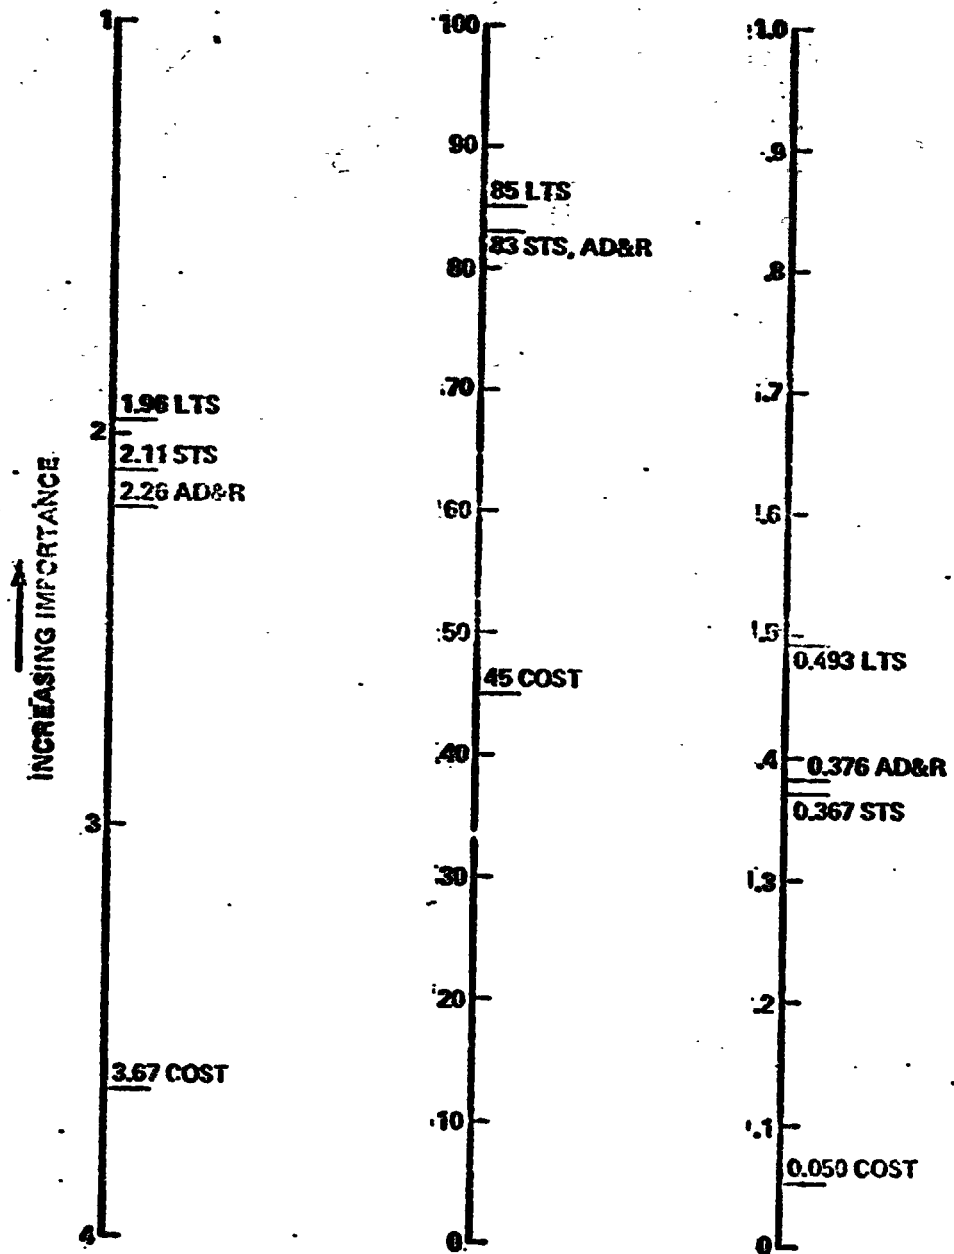 INCREASING IMPORTANCE
1
1.96 LTS
2
2.11 STS
2.26 AD&R
3
3.67 COST
4
100
90
85 LTS
83 STS, AD&R
80
70
60
50
45 COST
40
30
20
10
0
1.0
.9
.8
.7
.6
.5
0.493 LTS
.4
0.376 AD&R
0.367 STS
.3
.2
.1
0.050 COST
0